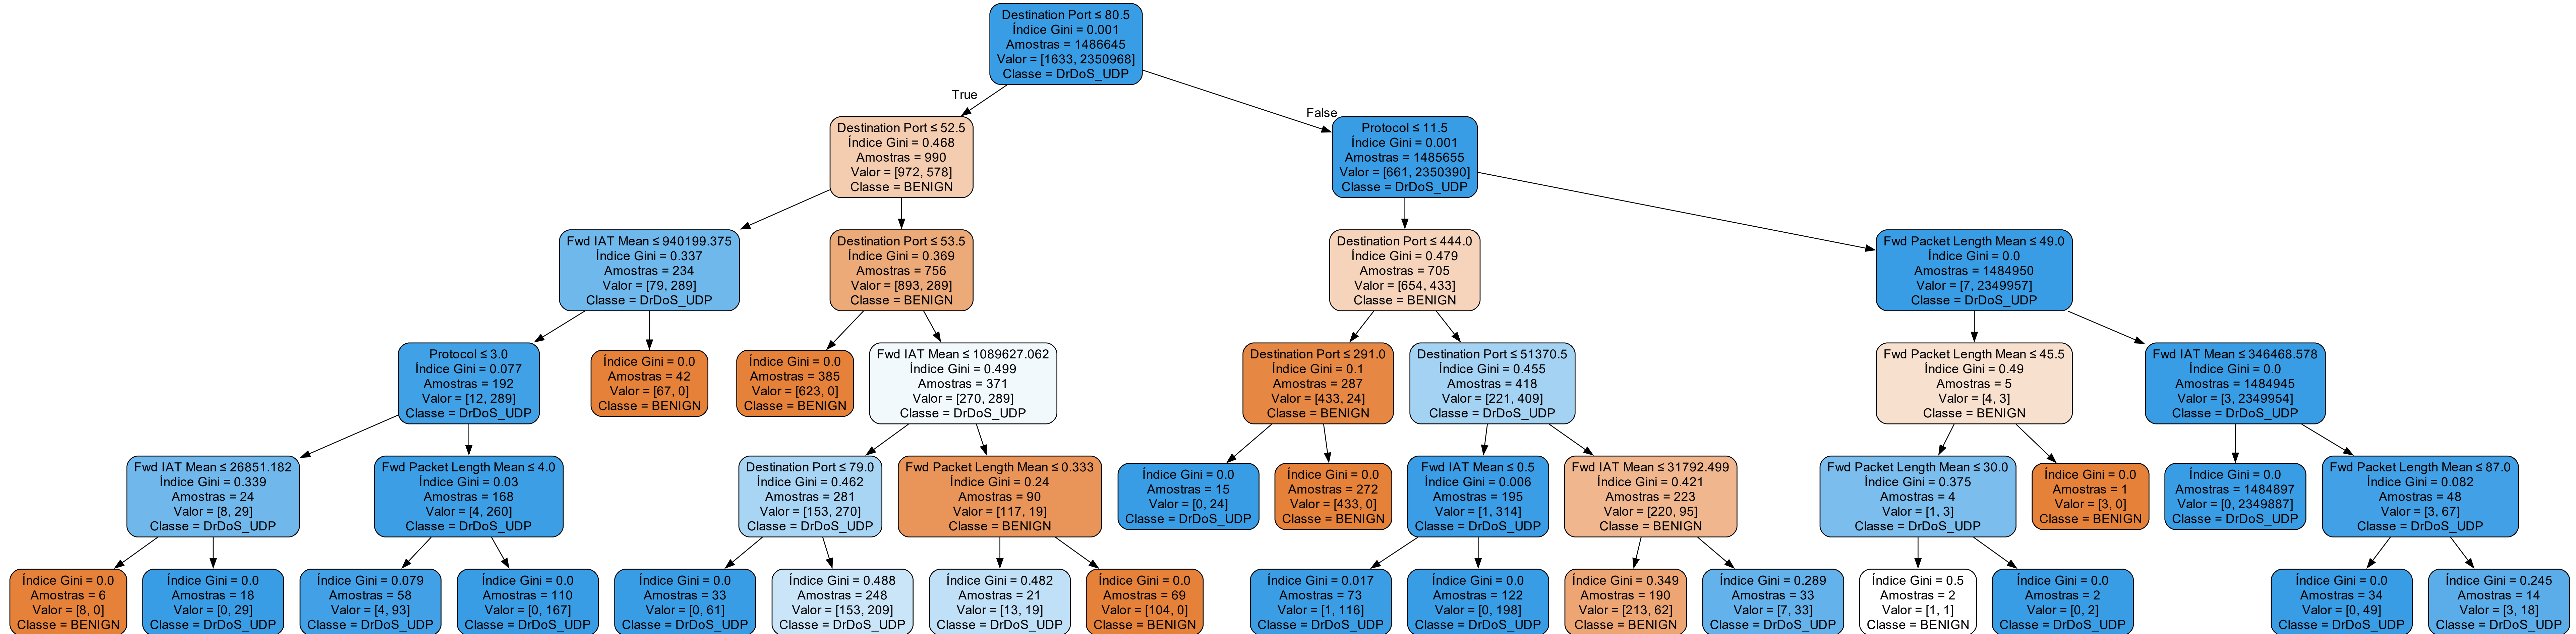 Destination Port ≤ 80.5
Índice Gini = 0.001
Amostras = 1486645
Valor = [1633, 2350968]
Classe = DrDoS_UDP
True
False
Destination Port ≤ 52.5
Índice Gini = 0.468
Amostras = 990
Valor = [972, 578]
Classe = BENIGN
Protocol ≤ 11.5
Índice Gini = 0.001
Amostras = 1485655
Valor = [661, 2350390]
Classe = DrDoS_UDP
Fwd IAT Mean ≤ 940199.375
Índice Gini = 0.337
Amostras = 234
Valor = [79, 289]
Classe = DrDoS_UDP
Destination Port ≤ 53.5
Índice Gini = 0.369
Amostras = 756
Valor = [893, 289]
Classe = BENIGN
Destination Port ≤ 444.0
Índice Gini = 0.479
Amostras = 705
Valor = [654, 433]
Classe = BENIGN
Fwd Packet Length Mean ≤ 49.0
Índice Gini = 0.0
Amostras = 1484950
Valor = [7, 2349957]
Classe = DrDoS_UDP
Protocol ≤ 3.0
Índice Gini = 0.077
Amostras = 192
Valor = [12, 289]
Classe = DrDoS_UDP
Índice Gini = 0.0
Amostras = 42
Valor = [67, 0]
Classe = BENIGN
Índice Gini = 0.0
Amostras = 385
Valor = [623, 0]
Classe = BENIGN
Fwd IAT Mean ≤ 1089627.062
Índice Gini = 0.499
Amostras = 371
Valor = [270, 289]
Classe = DrDoS_UDP
Destination Port ≤ 291.0
Índice Gini = 0.1
Amostras = 287
Valor = [433, 24]
Classe = BENIGN
Destination Port ≤ 51370.5
Índice Gini = 0.455
Amostras = 418
Valor = [221, 409]
Classe = DrDoS_UDP
Fwd Packet Length Mean ≤ 45.5
Índice Gini = 0.49
Amostras = 5
Valor = [4, 3]
Classe = BENIGN
Fwd IAT Mean ≤ 346468.578
Índice Gini = 0.0
Amostras = 1484945
Valor = [3, 2349954]
Classe = DrDoS_UDP
Fwd IAT Mean ≤ 26851.182
Índice Gini = 0.339
Amostras = 24
Valor = [8, 29]
Classe = DrDoS_UDP
Fwd Packet Length Mean ≤ 4.0
Índice Gini = 0.03
Amostras = 168
Valor = [4, 260]
Classe = DrDoS_UDP
Destination Port ≤ 79.0
Índice Gini = 0.462
Amostras = 281
Valor = [153, 270]
Classe = DrDoS_UDP
Fwd Packet Length Mean ≤ 0.333
Índice Gini = 0.24
Amostras = 90
Valor = [117, 19]
Classe = BENIGN
Índice Gini = 0.0
Amostras = 15
Valor = [0, 24]
Classe = DrDoS_UDP
Índice Gini = 0.0
Amostras = 272
Valor = [433, 0]
Classe = BENIGN
Fwd IAT Mean ≤ 0.5
Índice Gini = 0.006
Amostras = 195
Valor = [1, 314]
Classe = DrDoS_UDP
Fwd IAT Mean ≤ 31792.499
Índice Gini = 0.421
Amostras = 223
Valor = [220, 95]
Classe = BENIGN
Fwd Packet Length Mean ≤ 30.0
Índice Gini = 0.375
Amostras = 4
Valor = [1, 3]
Classe = DrDoS_UDP
Índice Gini = 0.0
Amostras = 1
Valor = [3, 0]
Classe = BENIGN
Índice Gini = 0.0
Amostras = 1484897
Valor = [0, 2349887]
Classe = DrDoS_UDP
Fwd Packet Length Mean ≤ 87.0
Índice Gini = 0.082
Amostras = 48
Valor = [3, 67]
Classe = DrDoS_UDP
Índice Gini = 0.0
Amostras = 6
Valor = [8, 0]
Classe = BENIGN
Índice Gini = 0.0
Amostras = 18
Valor = [0, 29]
Classe = DrDoS_UDP
Índice Gini = 0.079
Amostras = 58
Valor = [4, 93]
Classe = DrDoS_UDP
Índice Gini = 0.0
Amostras = 110
Valor = [0, 167]
Classe = DrDoS_UDP
Índice Gini = 0.0
Amostras = 33
Valor = [0, 61]
Classe = DrDoS_UDP
Índice Gini = 0.488
Amostras = 248
Valor = [153, 209]
Classe = DrDoS_UDP
Índice Gini = 0.482
Amostras = 21
Valor = [13, 19]
Classe = DrDoS_UDP
Índice Gini = 0.0
Amostras = 69
Valor = [104, 0]
Classe = BENIGN
Índice Gini = 0.017
Amostras = 73
Valor = [1, 116]
Classe = DrDoS_UDP
Índice Gini = 0.0
Amostras = 122
Valor = [0, 198]
Classe = DrDoS_UDP
Índice Gini = 0.349
Amostras = 190
Valor = [213, 62]
Classe = BENIGN
Índice Gini = 0.289
Amostras = 33
Valor = [7, 33]
Classe = DrDoS_UDP
Índice Gini = 0.5
Amostras = 2
Valor = [1, 1]
Classe = BENIGN
Índice Gini = 0.0
Amostras = 2
Valor = [0, 2]
Classe = DrDoS_UDP
Índice Gini = 0.0
Amostras = 34
Valor = [0, 49]
Classe = DrDoS_UDP
Índice Gini = 0.245
Amostras = 14
Valor = [3, 18]
Classe = DrDoS_UDP